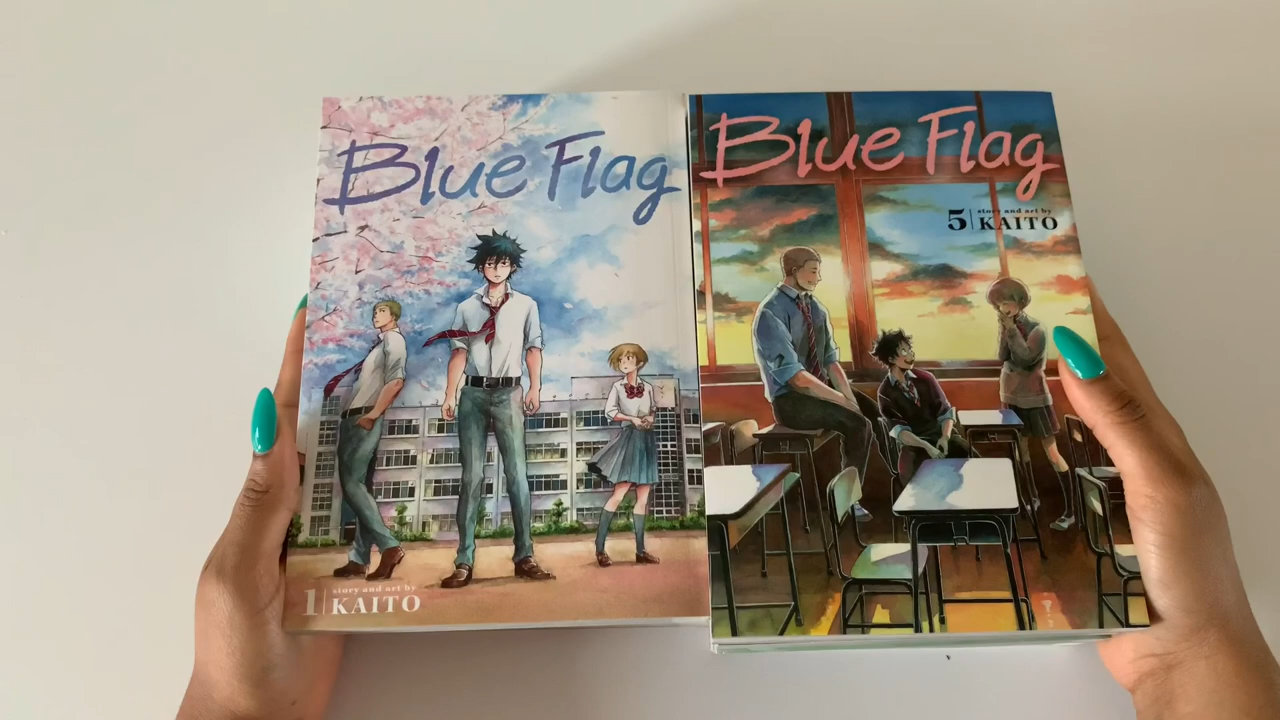 Blue Flag
1 story and art by
KAITO
Blue Flag
5 story and art by
KAITO